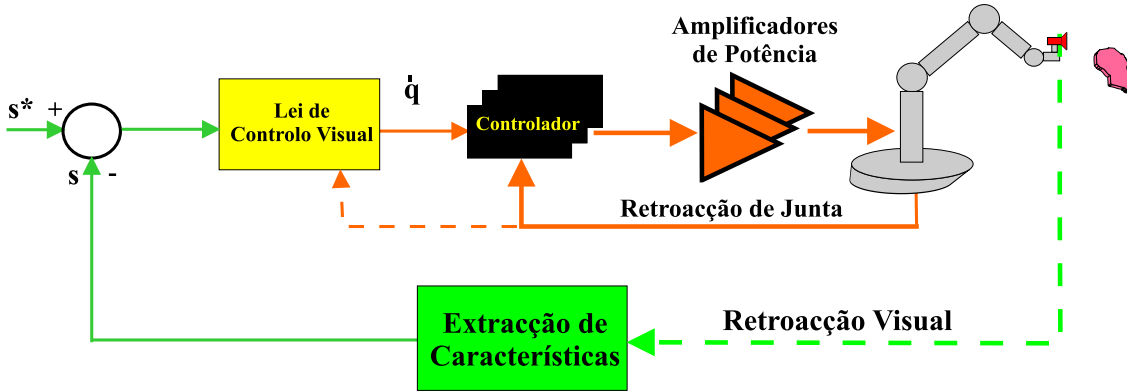 Amplificadores
de Potência
s* +
Lei de
Controlo Visual
q̇
Controlador
s -
Retroacção de Junta
Extracção de
Características
Retroacção Visual